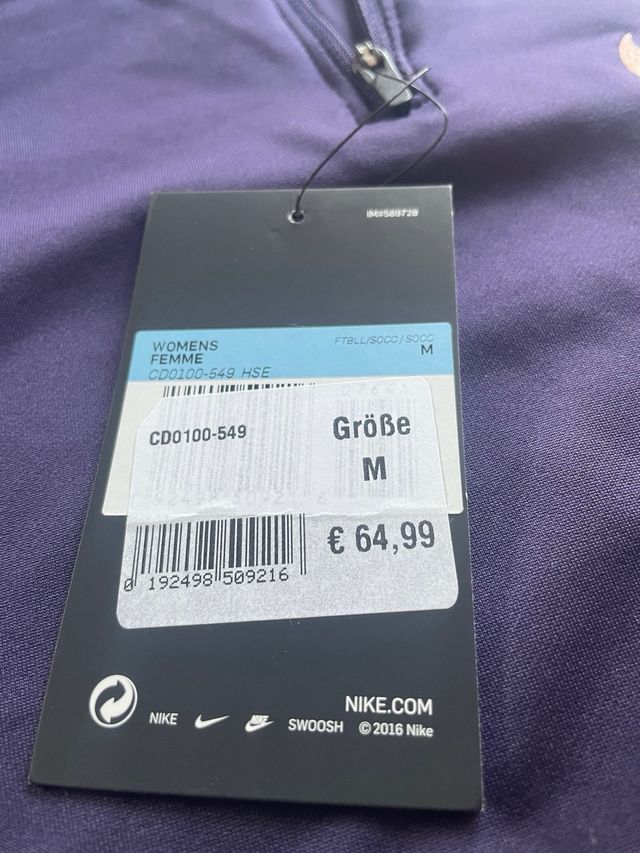 IM#589728
WOMENS
FEMME
FTBLL/SOCC/SOCC
M
CD0100-549 HSE
CD0100-549
Größe
M
€ 64,99
0 192498 509216
NIKE NIKE SWOOSH
NIKE.COM
© 2016 Nike